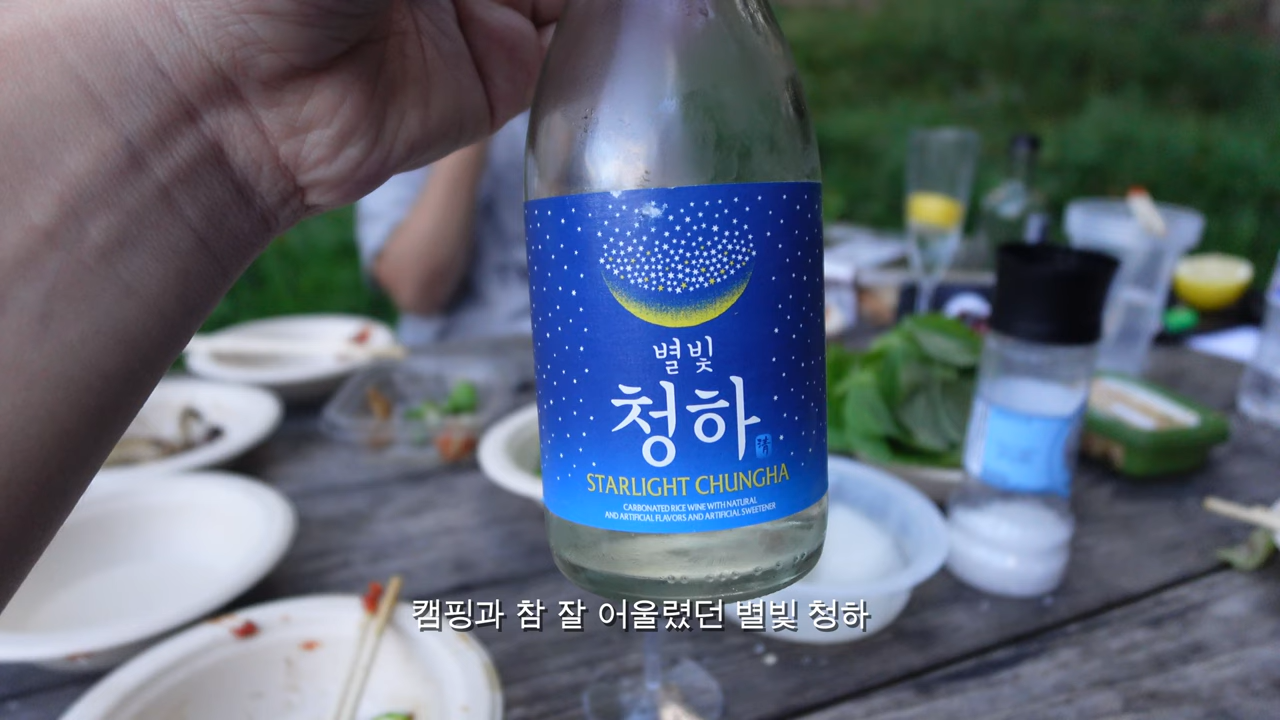 별빛
청하
STARLIGHT CHUNGHA
CARBONATED RICE WINE WITH NATURAL
AND ARTIFICIAL FLAVORS AND ARTIFICIAL SWEETENER
캠핑과 참 잘 어울렸던 별빛 청하